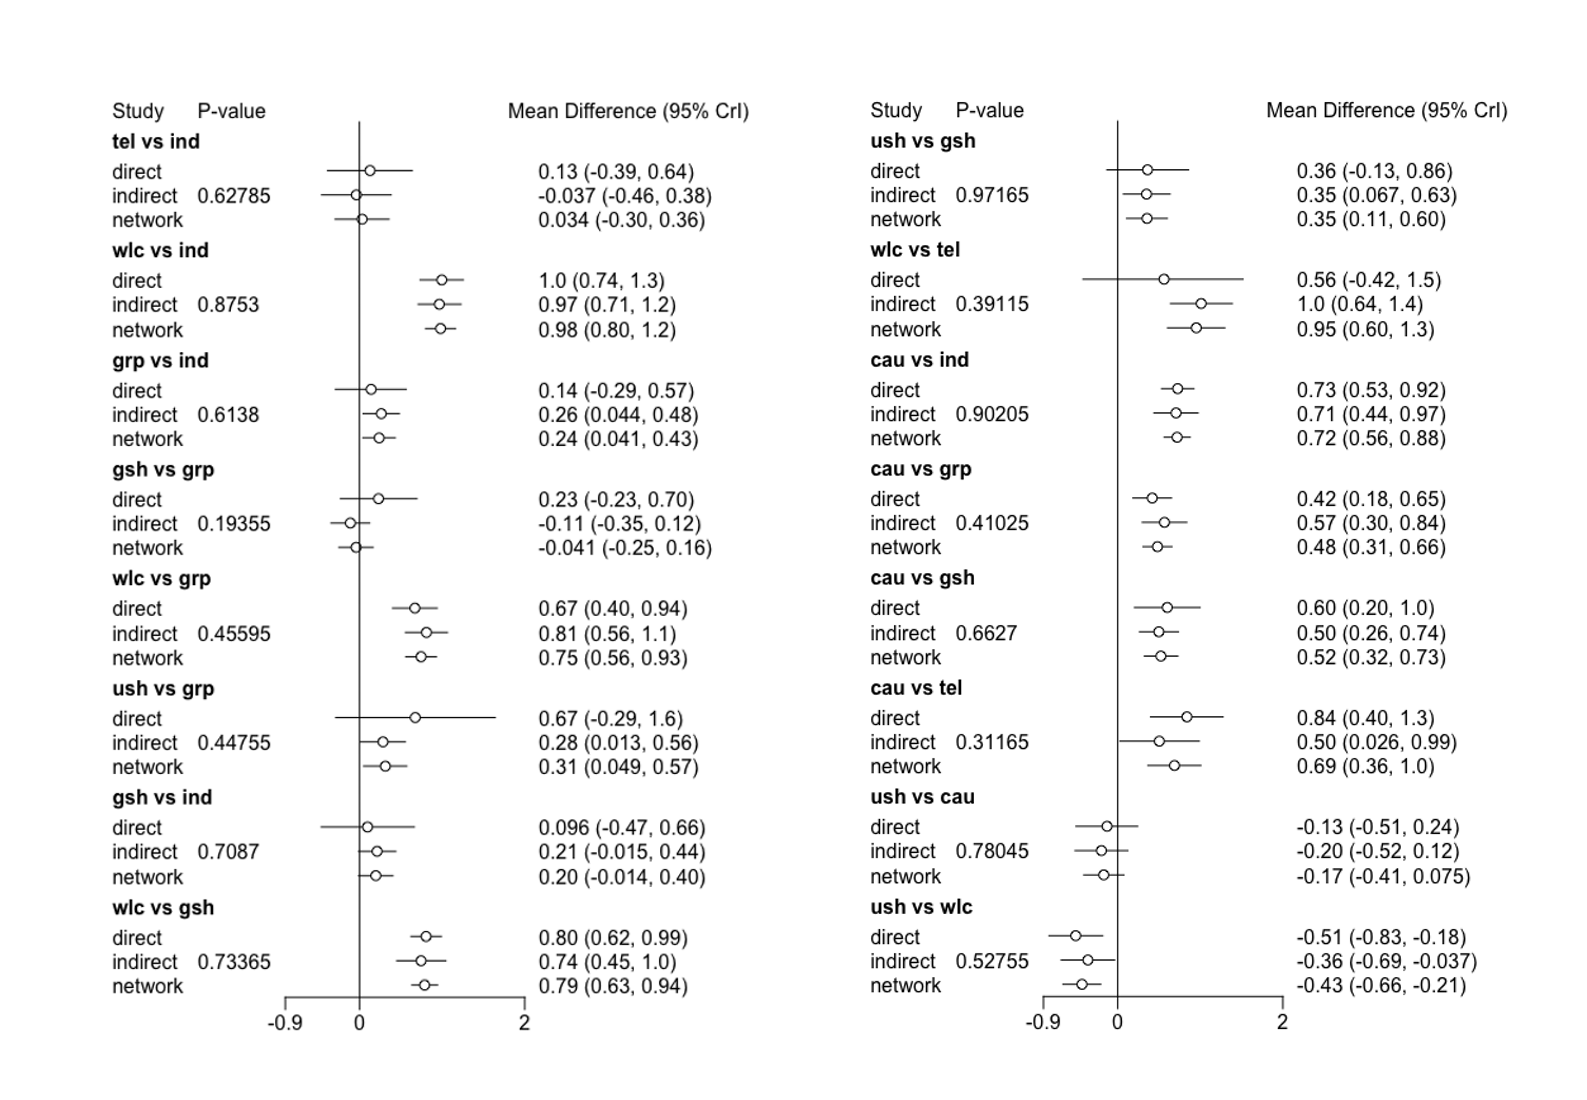 Study P-value Mean Difference (95% CrI)
tel vs ind
direct 0.13 (-0.39, 0.64)
indirect 0.62785 -0.037 (-0.46, 0.38)
network 0.034 (-0.30, 0.36)
wlc vs ind
direct 1.0 (0.74, 1.3)
indirect 0.8753 0.97 (0.71, 1.2)
network 0.98 (0.80, 1.2)
grp vs ind
direct 0.14 (-0.29, 0.57)
indirect 0.6138 0.26 (0.044, 0.48)
network 0.24 (0.041, 0.43)
gsh vs grp
direct 0.23 (-0.23, 0.70)
indirect 0.19355 -0.11 (-0.35, 0.12)
network -0.041 (-0.25, 0.16)
wlc vs grp
direct 0.67 (0.40, 0.94)
indirect 0.45595 0.81 (0.56, 1.1)
network 0.75 (0.56, 0.93)
ush vs grp
direct 0.67 (-0.29, 1.6)
indirect 0.44755 0.28 (0.013, 0.56)
network 0.31 (0.049, 0.57)
gsh vs ind
direct 0.096 (-0.47, 0.66)
indirect 0.7087 0.21 (-0.015, 0.44)
network 0.20 (-0.014, 0.40)
wlc vs gsh
direct 0.80 (0.62, 0.99)
indirect 0.73365 0.74 (0.45, 1.0)
network 0.79 (0.63, 0.94)
-0.9 0 2
Study P-value Mean Difference (95% CrI)
ush vs gsh
direct 0.36 (-0.13, 0.86)
indirect 0.97165 0.35 (0.067, 0.63)
network 0.35 (0.11, 0.60)
wlc vs tel
direct 0.56 (-0.42, 1.5)
indirect 0.39115 1.0 (0.64, 1.4)
network 0.95 (0.60, 1.3)
cau vs ind
direct 0.73 (0.53, 0.92)
indirect 0.90205 0.71 (0.44, 0.97)
network 0.72 (0.56, 0.88)
cau vs grp
direct 0.42 (0.18, 0.65)
indirect 0.41025 0.57 (0.30, 0.84)
network 0.48 (0.31, 0.66)
cau vs gsh
direct 0.60 (0.20, 1.0)
indirect 0.6627 0.50 (0.26, 0.74)
network 0.52 (0.32, 0.73)
cau vs tel
direct 0.84 (0.40, 1.3)
indirect 0.31165 0.50 (0.026, 0.99)
network 0.69 (0.36, 1.0)
ush vs cau
direct -0.13 (-0.51, 0.24)
indirect 0.78045 -0.20 (-0.52, 0.12)
network -0.17 (-0.41, 0.075)
ush vs wlc
direct -0.51 (-0.83, -0.18)
indirect 0.52755 -0.36 (-0.69, -0.037)
network -0.43 (-0.66, -0.21)
-0.9 0 2